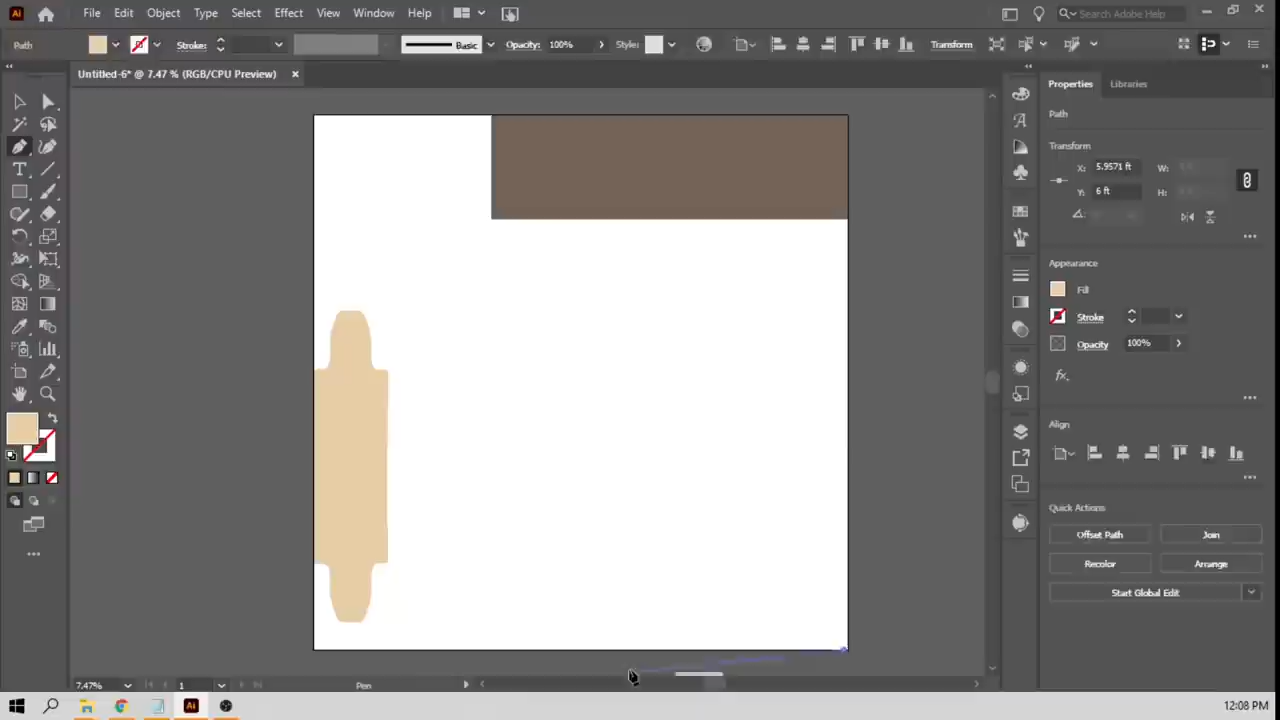 Ai File Edit Object Type Select Effect View Window Help Search Adobe Help
Path Stroke: Basic Opacity: 100% Style: Transform
Untitled-6* @ 7.47 % (RGB/CPU Preview) ×
Properties Libraries
Path
Transform
X: 5.9571 ft W:
Y: 6 ft H:
Appearance
Fill
Stroke
Opacity 100%
fx.
Align
Quick Actions
Offset Path Join
Recolor Arrange
Start Global Edit
7.47% 1 Pen
Ai 12:08 PM